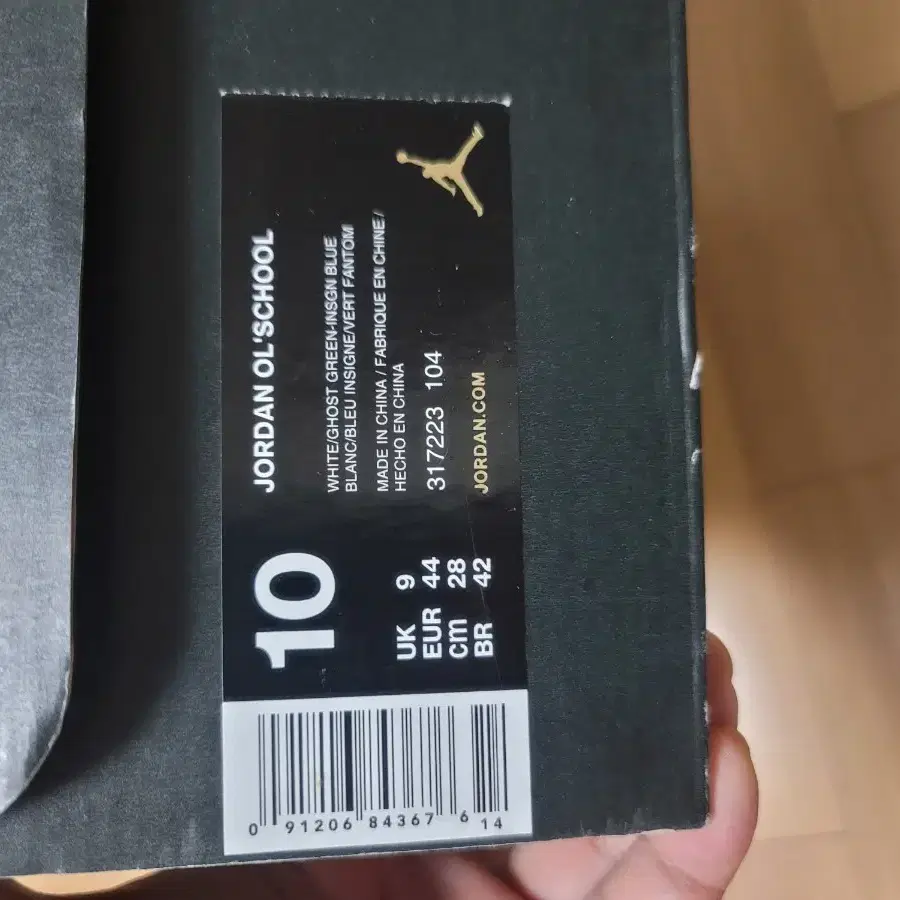 JORDAN OL'SCHOOL
WHITE/GHOST GREEN-INSGN BLUE
BLANC/BLEU INSIGNE/VERT FANTOM
MADE IN CHINA / FABRIQUE EN CHINE/
HECHO EN CHINA
317223 104
JORDAN.COM
10
UK 9
EUR 44
cm 28
BR 42
0 91206 84367 6 14